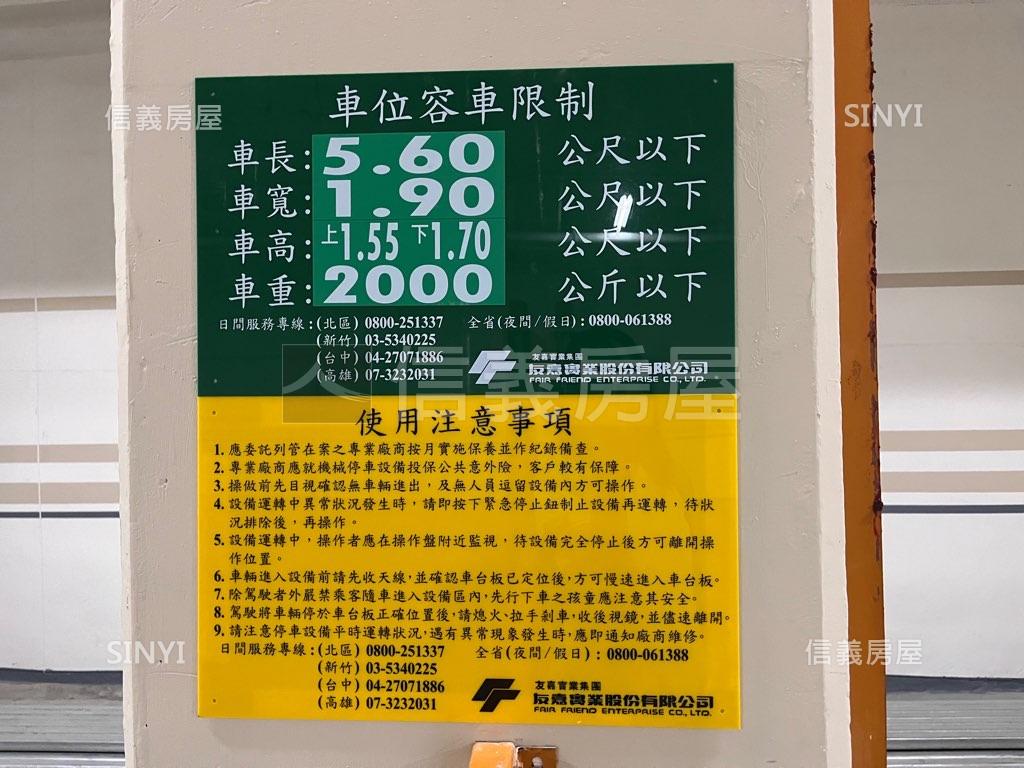 信義房屋
SINYI
車位容車限制
車長:5.60 公尺以下
車寬:1.90 公尺以下
車高:上1.55 下1.70 公尺以下
車重:2000 公斤以下
日間服務專線:(北區) 0800-251337 全省(夜間/假日):0800-061388
(新竹) 03-5340225
(台中) 04-27071886
(高雄) 07-3232031
友嘉實業集團
友嘉實業股份有限公司
FAIR FRIEND ENTERPRISE CO., LTD.
信義房屋
使用注意事項
1. 應委託列管在案之專業廠商按月實施保養並作紀錄備查。
2. 專業廠商應就機械停車設備投保公共意外險,客戶較有保障。
3. 操做前先目視確認無車輛進出,及無人員逗留設備內方可操作。
4. 設備運轉中異常狀況發生時,請即按下緊急停止鈕制止設備再運轉,待狀
況排除後,再操作。
5. 設備運轉中,操作者應在操作盤附近監視,待設備完全停止後方可離開操
作位置。
6. 車輛進入設備前請先收天線,並確認車台板已定位後,方可慢速進入車台板。
7. 除駕駛者外嚴禁乘客隨車進入設備區內,先行下車之孩童應注意其安全。
8. 駕駛將車輛停於車台板正確位置後,請熄火、拉手剎車,收後視鏡,並儘速離開。
9. 請注意停車設備平時運轉狀況,遇有異常現象發生時,應即通知廠商維修。
日間服務專線:(北區) 0800-251337 全省(夜間/假日):0800-061388
(新竹) 03-5340225
(台中) 04-27071886
(高雄) 07-3232031
友嘉實業集團
友嘉實業股份有限公司
FAIR FRIEND ENTERPRISE CO., LTD.
SINYI
信義房屋